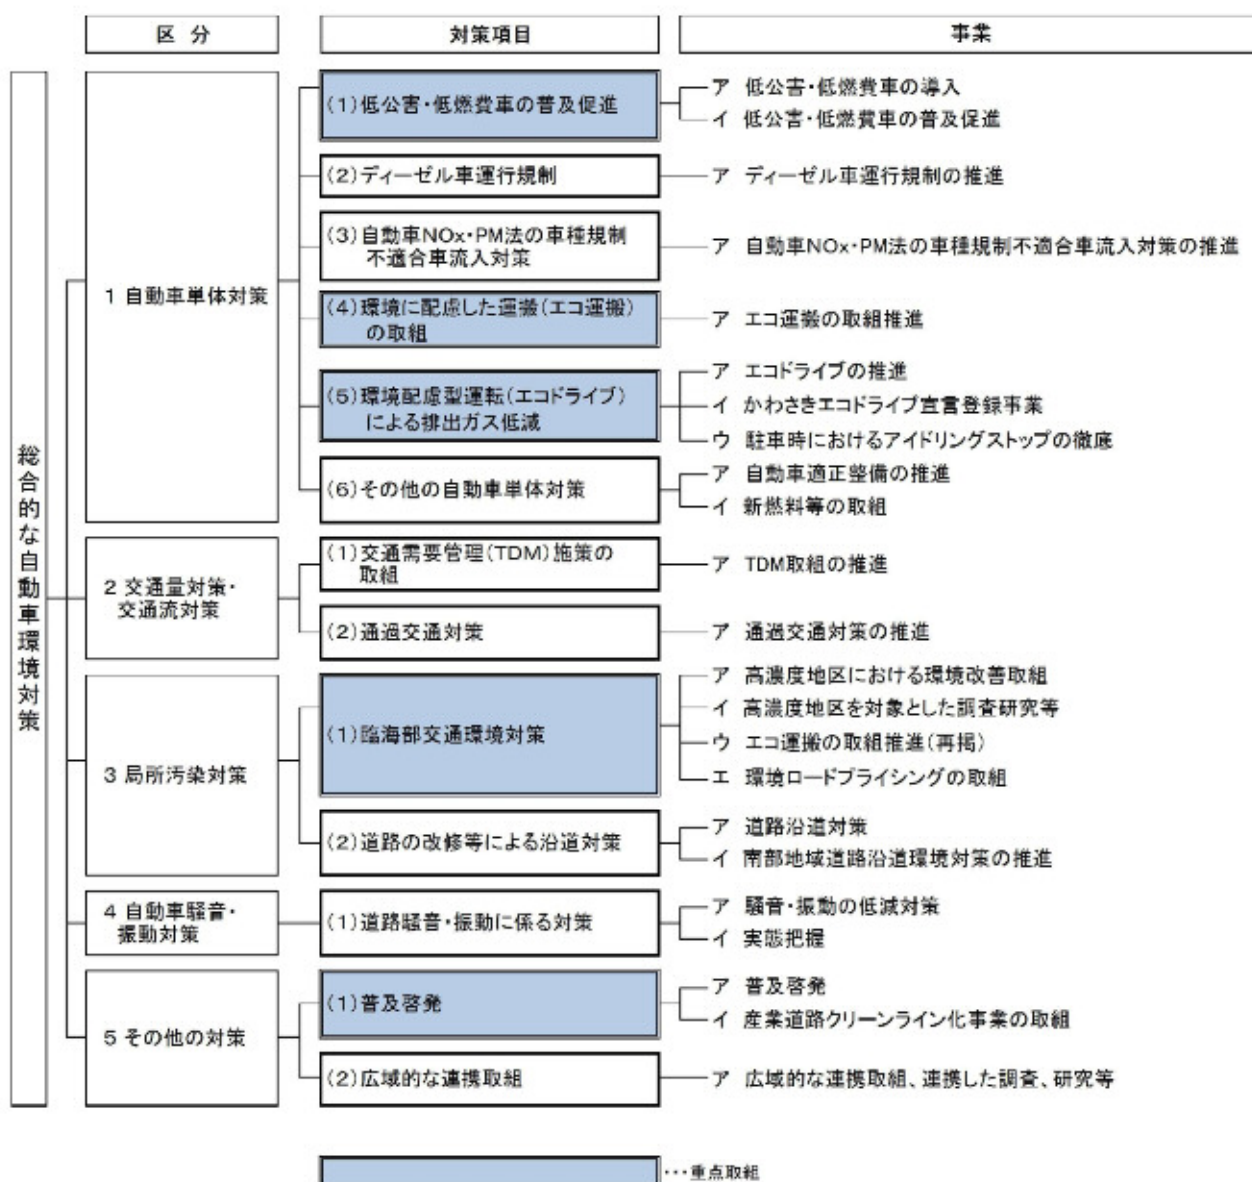 区 分
対策項目
事業
総合的な自動車環境対策
1 自動車単体対策
(1)低公害・低燃費車の普及促進
ア 低公害・低燃費車の導入
イ 低公害・低燃費車の普及促進
(2)ディーゼル車運行規制
ア ディーゼル車運行規制の推進
(3)自動車NOx・PM法の車種規制
不適合車流入対策
ア 自動車NOx・PM法の車種規制不適合車流入対策の推進
(4)環境に配慮した運搬(エコ運搬)
の取組
ア エコ運搬の取組推進
(5)環境配慮型運転(エコドライブ)
による排出ガス低減
ア エコドライブの推進
イ かわさきエコドライブ宣言登録事業
ウ 駐車時におけるアイドリングストップの徹底
(6)その他の自動車単体対策
ア 自動車適正整備の推進
イ 新燃料等の取組
2 交通量対策・
交通流対策
(1)交通需要管理(TDM)施策の
取組
ア TDM取組の推進
(2)通過交通対策
ア 通過交通対策の推進
3 局所汚染対策
(1)臨海部交通環境対策
ア 高濃度地区における環境改善取組
イ 高濃度地区を対象とした調査研究等
ウ エコ運搬の取組推進(再掲)
エ 環境ロードプライシングの取組
(2)道路の改修等による沿道対策
ア 道路沿道対策
イ 南部地域道路沿道環境対策の推進
4 自動車騒音・
振動対策
(1)道路騒音・振動に係る対策
ア 騒音・振動の低減対策
イ 実態把握
5 その他の対策
(1)普及啓発
ア 普及啓発
イ 産業道路クリーンライン化事業の取組
(2)広域的な連携取組
ア 広域的な連携取組、連携した調査、研究等
・・・重点取組